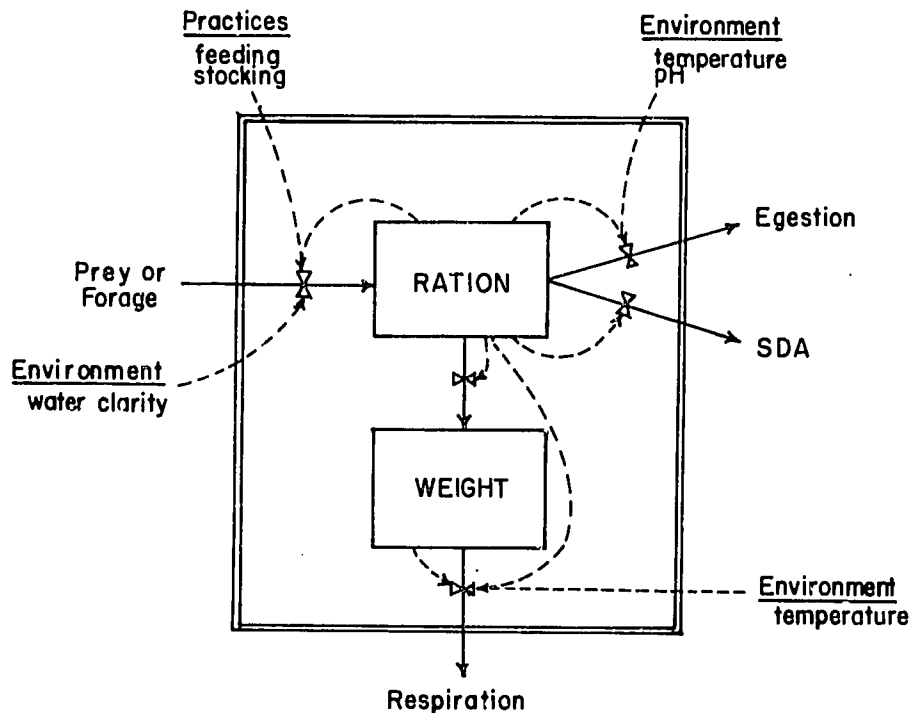 Practices
feeding
stocking
Environment
temperature
pH
Egestion
Prey or
Forage
RATION
SDA
Environment
water clarity
WEIGHT
Environment
temperature
Respiration